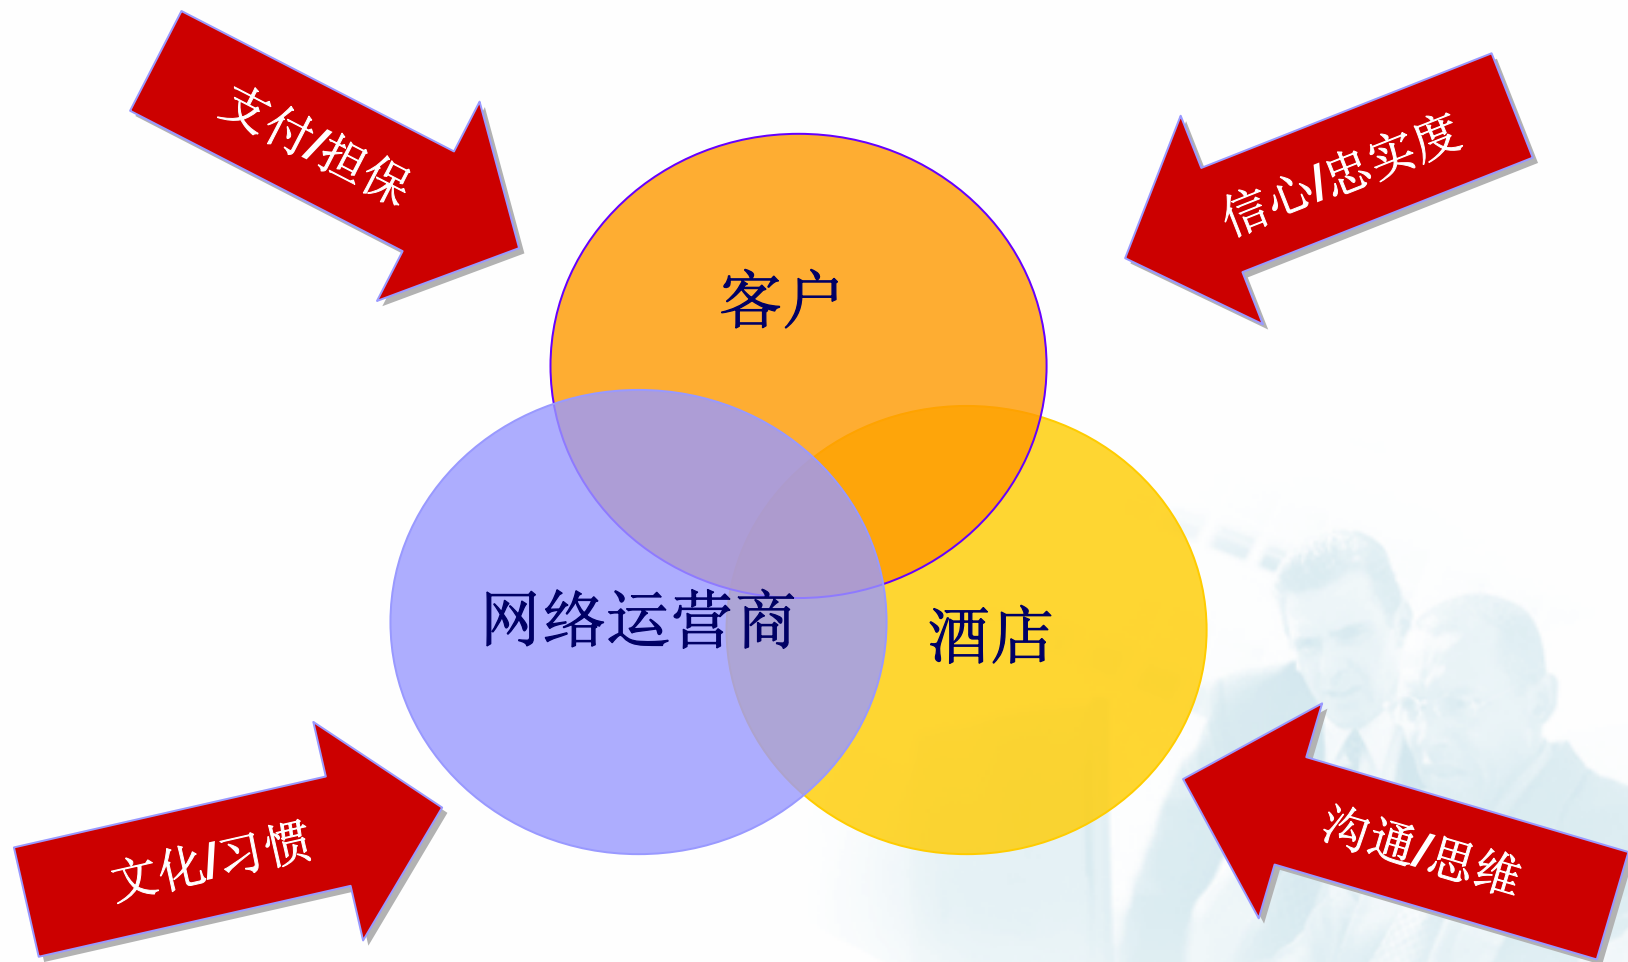 支付/担保
信心/忠实度
客户
网络运营商
酒店
文化/习惯
沟通/思维